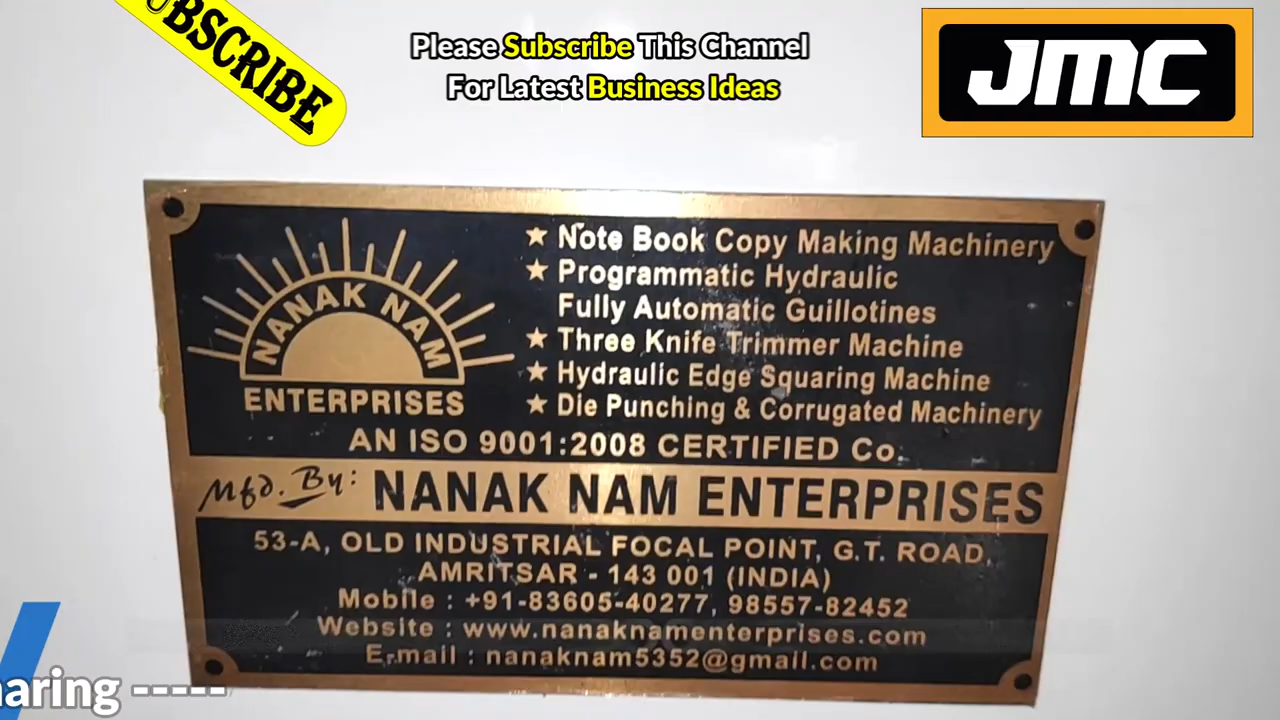 SUBSCRIBE
Please Subscribe This Channel
For Latest Business Ideas
JMC
NANAK NAM
ENTERPRISES
★ Note Book Copy Making Machinery
★ Programmatic Hydraulic
Fully Automatic Guillotines
★ Three Knife Trimmer Machine
★ Hydraulic Edge Squaring Machine
★ Die Punching & Corrugated Machinery
AN ISO 9001:2008 CERTIFIED Co.
Mfd. By: NANAK NAM ENTERPRISES
53-A, OLD INDUSTRIAL FOCAL POINT, G.T. ROAD,
AMRITSAR - 143 001 (INDIA)
Mobile : +91-83605-40277, 98557-82452
Website : www.nanaknamenterprises.com
E-mail : nanaknam5352@gmail.com
aring -----